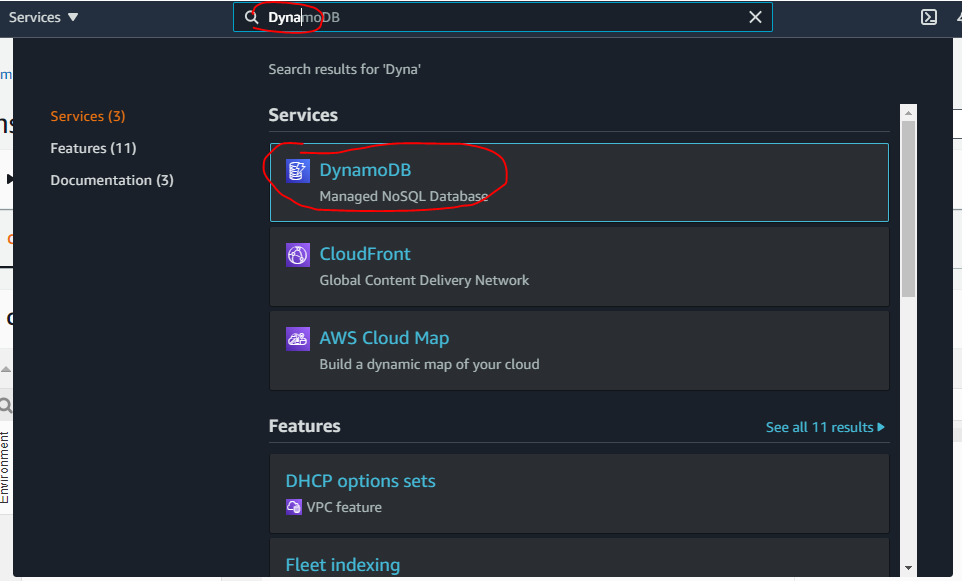 Services ▼
DynamoDB
Search results for 'Dyna'
Services (3)
Features (11)
Documentation (3)
Services
DynamoDB
Managed NoSQL Database
CloudFront
Global Content Delivery Network
AWS Cloud Map
Build a dynamic map of your cloud
Features
See all 11 results
DHCP options sets
VPC feature
Fleet indexing
Environment